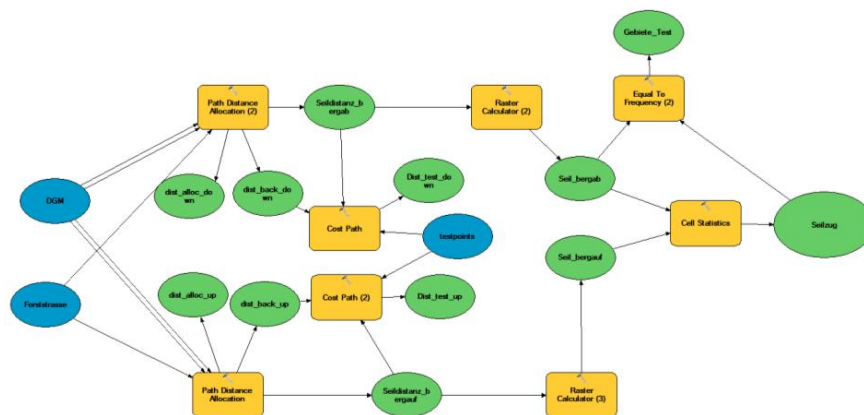 Gebiete_Test
Path Distance
Allocation (2)
Seildistanz_b
ergab
Raster
Calculator (2)
Equal To
Frequency (2)
dist_alloc_do
wn
dist_back_do
wn
Dist_test_do
wn
Seil_bergab
DGM
Cost Path
testpoints
Cell Statistics
Seilzug
Seil_bergauf
dist_alloc_up
dist_back_up
Cost Path (2)
Dist_test_up
Forststrasse
Path Distance
Allocation
Seildistanz_b
ergauf
Raster
Calculator (3)